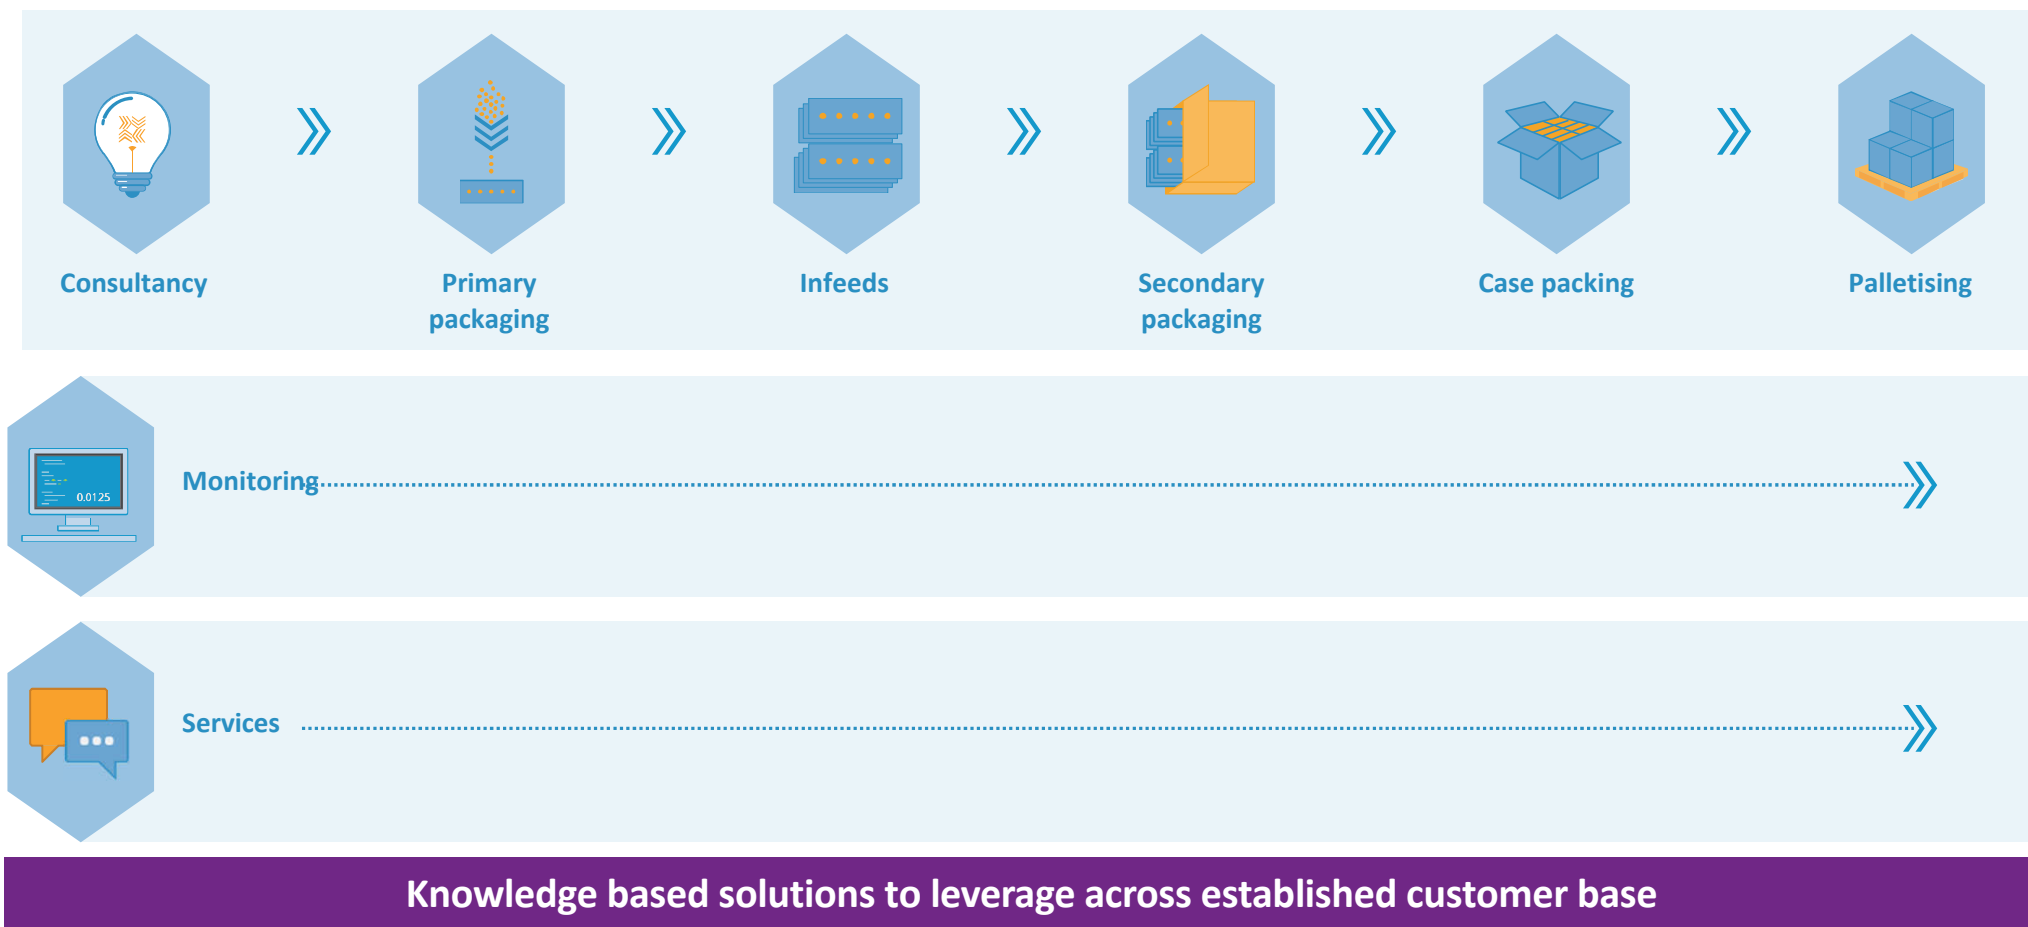 Consultancy
Primary
packaging
Infeeds
Secondary
packaging
Case packing
Palletising
0.0125
Monitoring
Services
Knowledge based solutions to leverage across established customer base